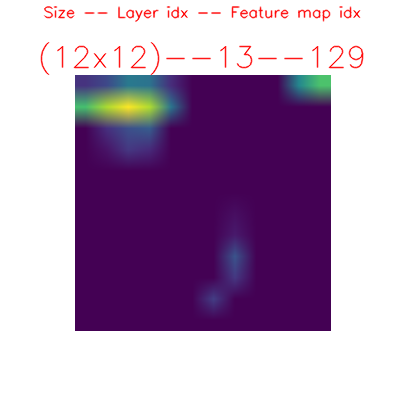 Size -- Layer idx -- Feature map idx
(12x12)--13--129